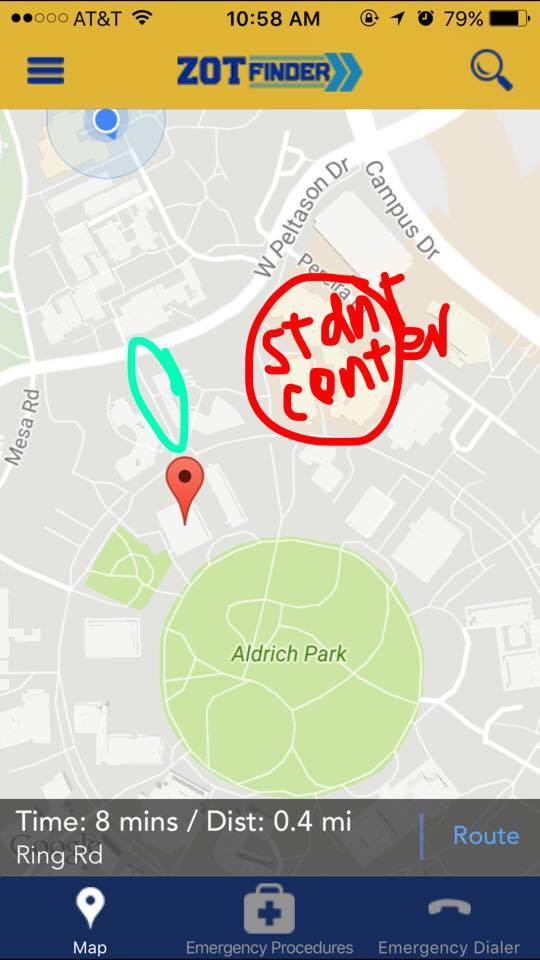 AT&T 10:58 AM 79%
ZOTFINDER
W Peltason Dr
Campus Dr
Pereira
stdnt
center
Mesa Rd
Aldrich Park
Time: 8 mins / Dist: 0.4 mi
Ring Rd
Route
Google
Map
Emergency Procedures
Emergency Dialer